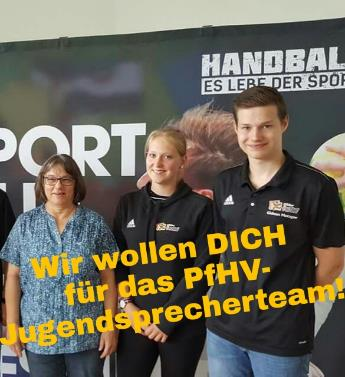 HANDBAL
ES LEBE DER SPOR
PORT
Wir wollen DICH
für das PfHV-
Jugendsprecherteam!